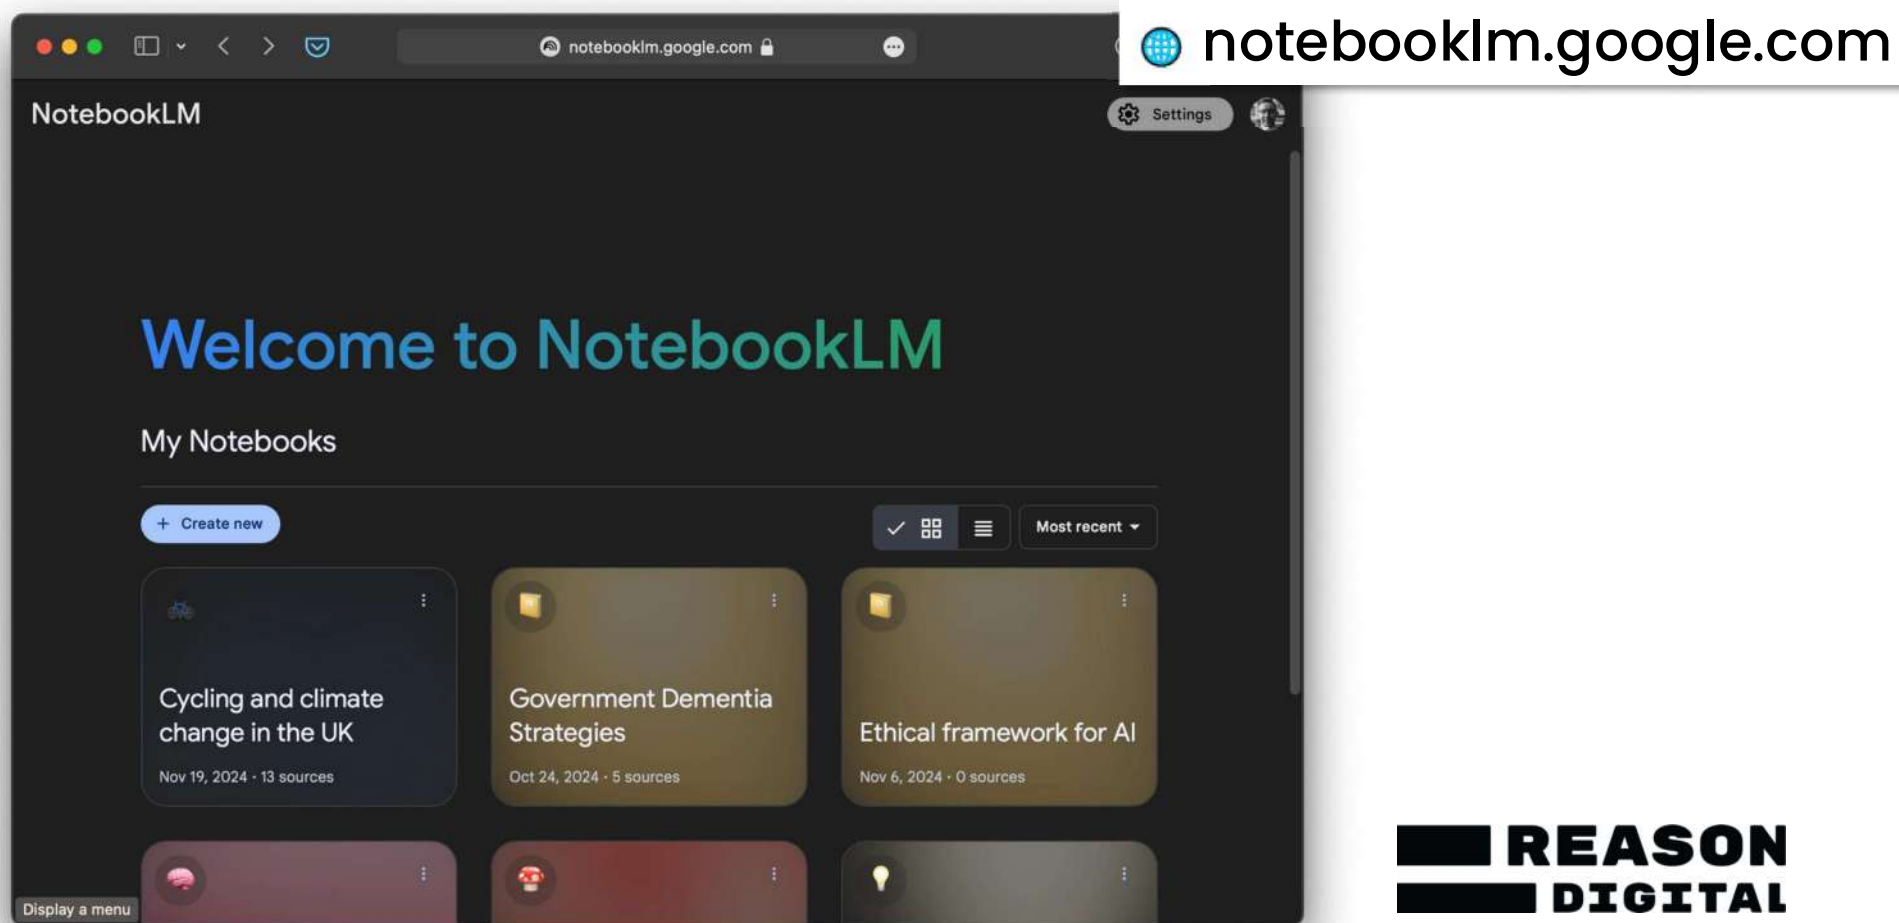 notebooklm.google.com
notebooklm.google.com
NotebookLM
Settings
Welcome to NotebookLM
My Notebooks
+ Create new
Most recent
Cycling and climate
change in the UK
Nov 19, 2024 · 13 sources
Government Dementia
Strategies
Oct 24, 2024 · 5 sources
Ethical framework for AI
Nov 6, 2024 · 0 sources
Display a menu
REASON
DIGITAL